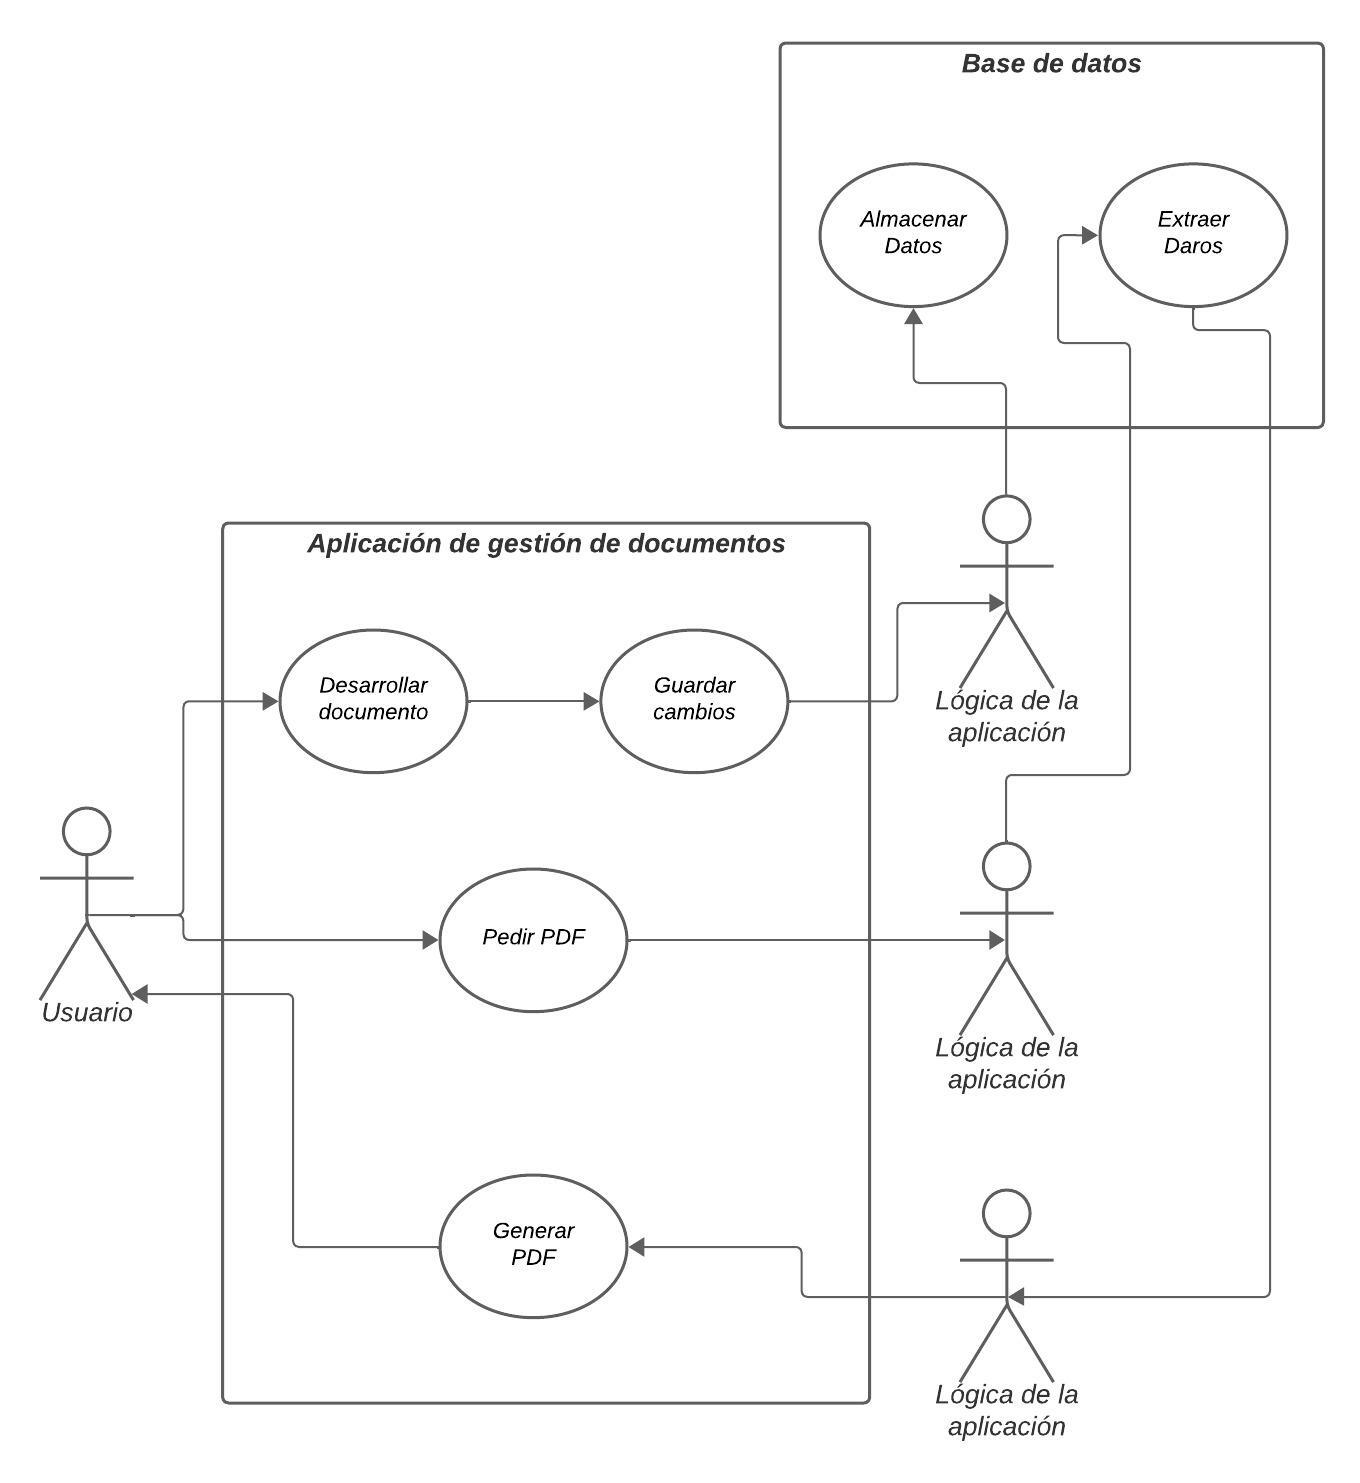 Base de datos
Almacenar
Datos
Extraer
Daros
Aplicación de gestión de documentos
Desarrollar
documento
Guardar
cambios
Lógica de la
aplicación
Pedir PDF
Usuario
Lógica de la
aplicación
Generar
PDF
Lógica de la
aplicación